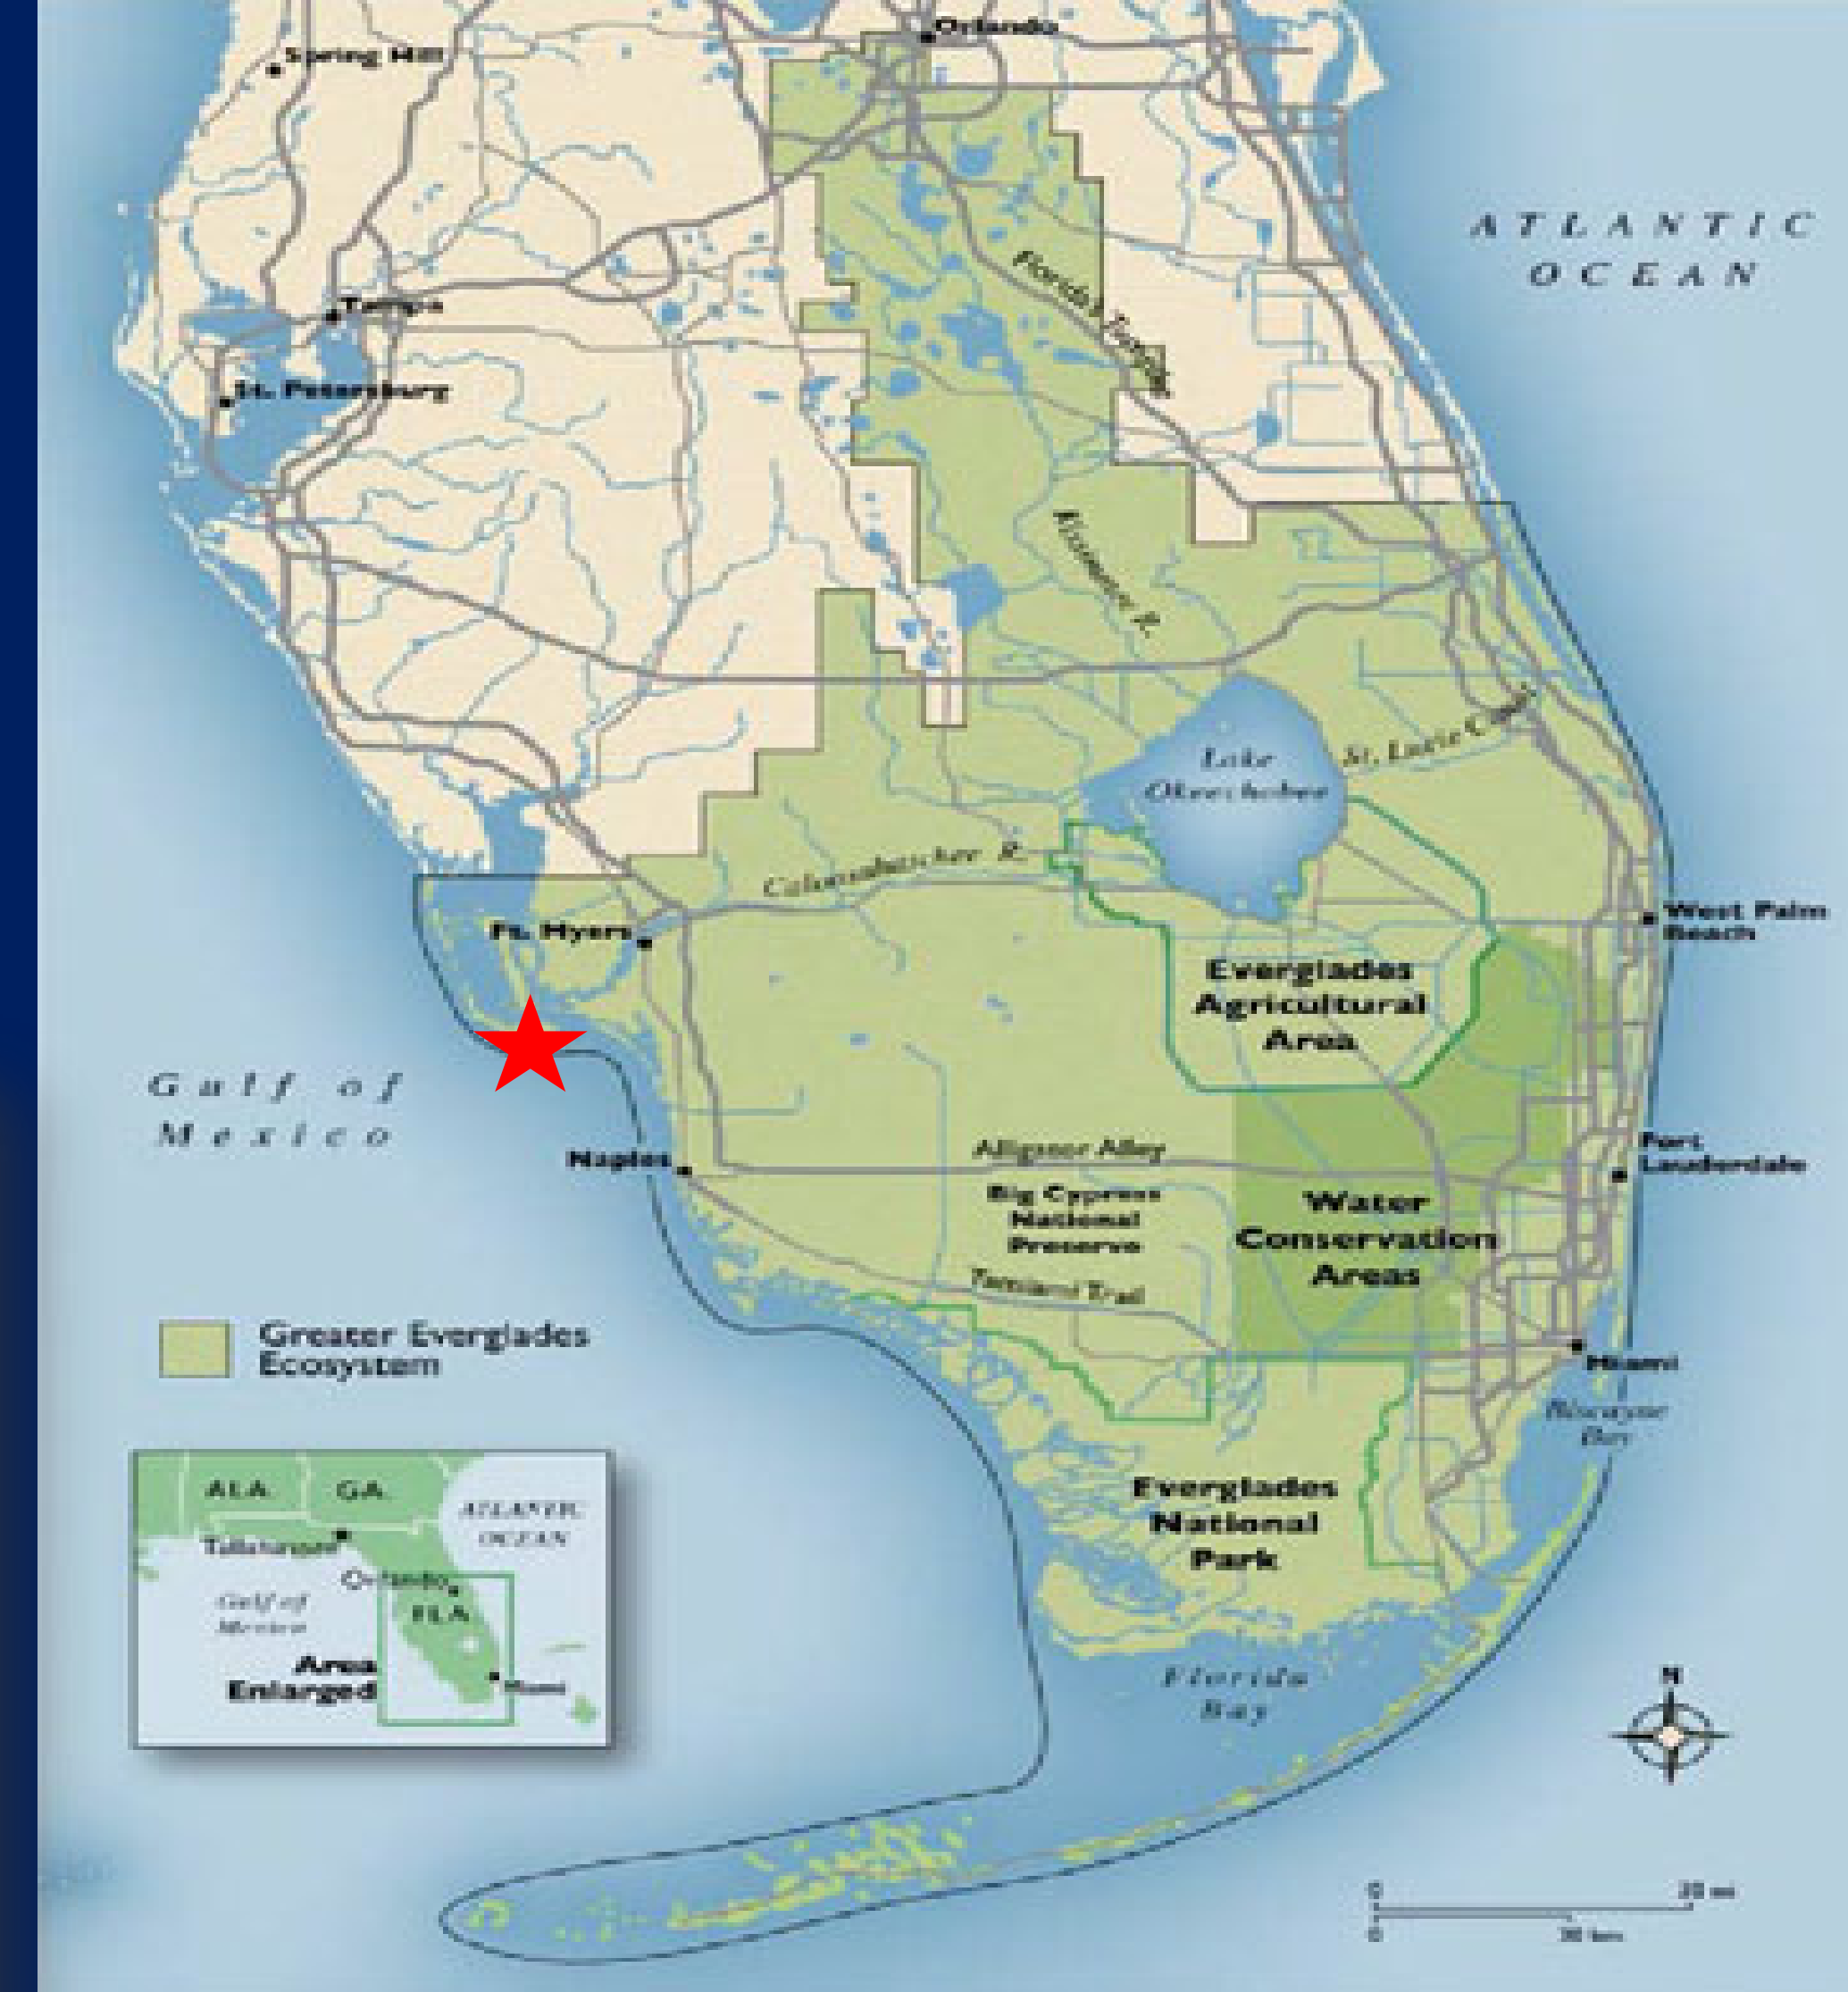 Orlando
Spring Hill
ATLANTIC
OCEAN
Florida's Turnpike
Tampa
St. Petersburg
Kissimmee R.
Lake
Okeechobee
St. Lucie Canal
Caloosahatchee R.
West Palm
Beach
Ft. Myers
Everglades
Agricultural
Area
Gulf of
Mexico
Fort
Lauderdale
Alligator Alley
Naples
Big Cypress
National
Preserve
Water
Conservation
Areas
Tamiami Trail
Greater Everglades
Ecosystem
Miami
Biscayne
Bay
ALA.
GA.
ATLANTIC
OCEAN
Tallahassee
Orlando
FLA.
Gulf of
Mexico
Area
Enlarged
Miami
Everglades
National
Park
Florida
Bay
N
0
20 mi
0